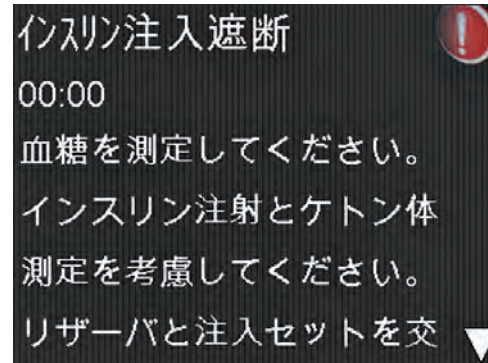 インスリン注入遮断
00:00
血糖を測定してください。
インスリン注射とケトン体
測定を考慮してください。
リザーバと注入セットを交